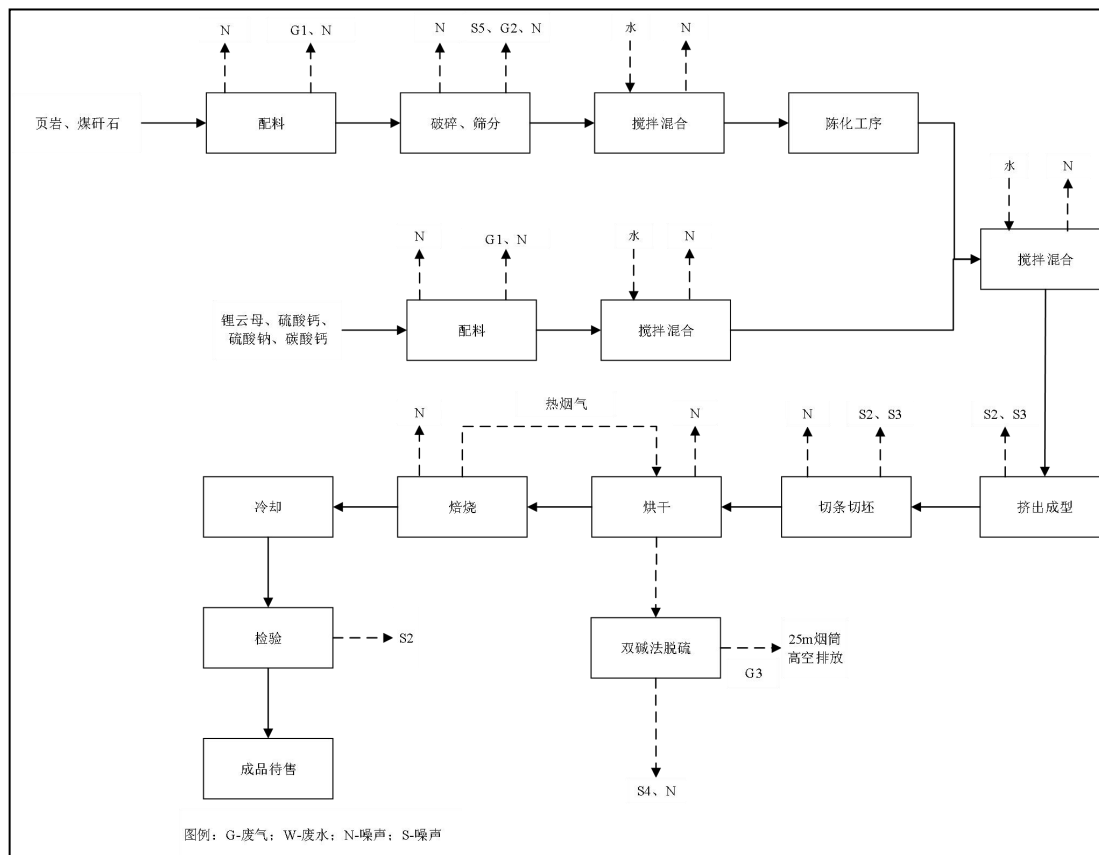 N
G1、N
N
S5、G2、N
水
N
页岩、煤矸石
配料
破碎、筛分
搅拌混合
陈化工序
水
N
搅拌混合
N
G1、N
水
N
锂云母、硫酸钙、
硫酸钠、碳酸钙
配料
搅拌混合
热烟气
N
N
N
S2、S3
S2、S3
冷却
焙烧
烘干
切条切坯
挤出成型
检验
S2
双碱法脱硫
G3
25m烟筒
高空排放
成品待售
S4、N
图例：G-废气；W-废水；N-噪声；S-噪声